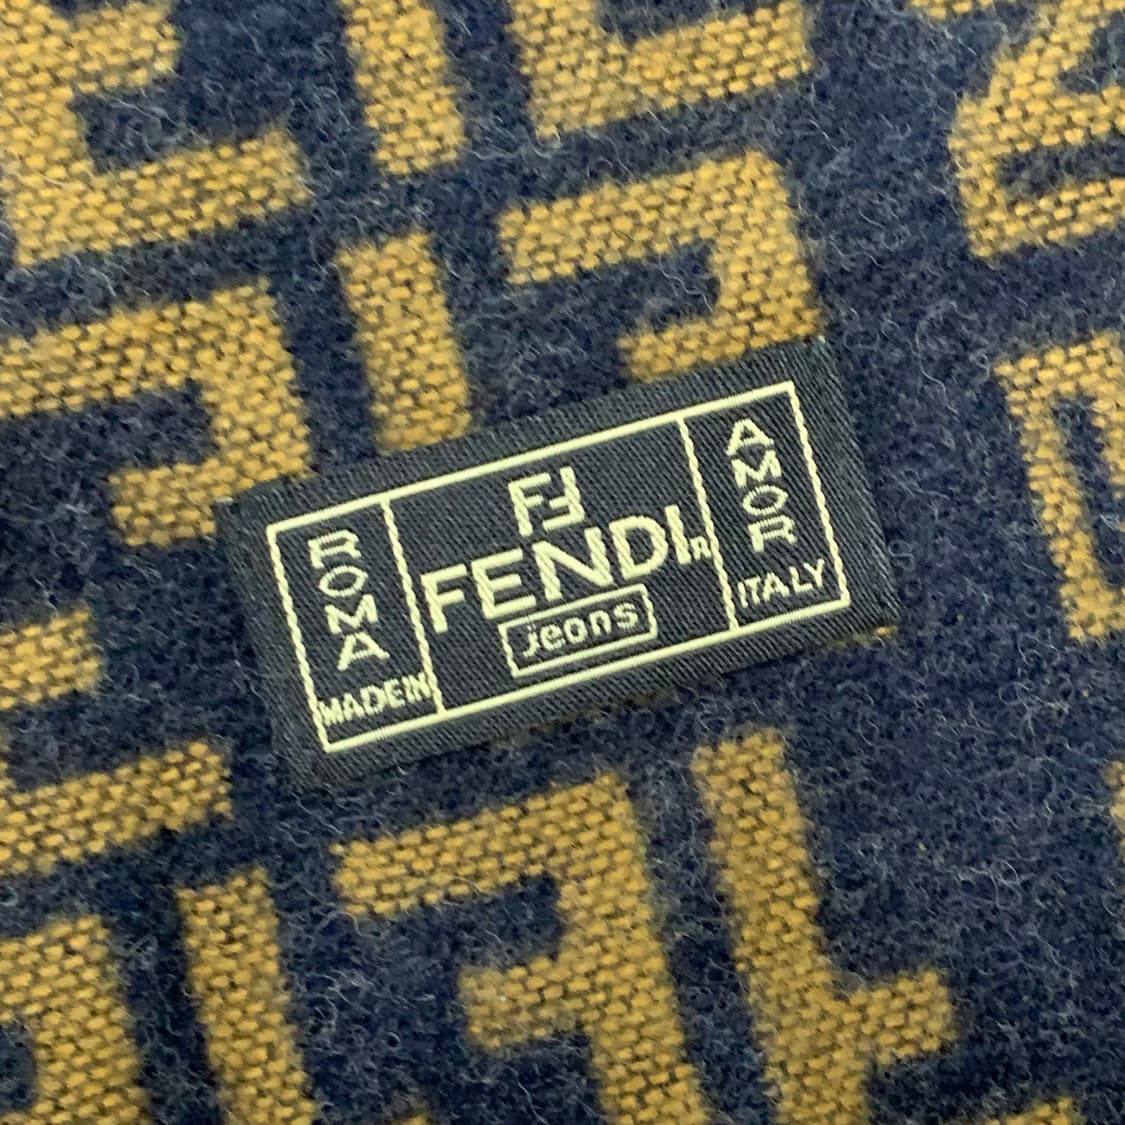 ROMA
MADE IN
FF
FENDI R
jeans
AMOR
ITALY